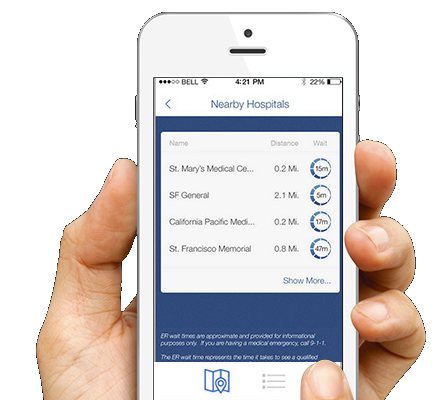 BELL 4:21 PM 22%
Nearby Hospitals
Name Distance Wait
St. Mary's Medical Ce... 0.2 Mi. 15m
SF General 2.1 Mi. 5m
California Pacific Medi... 0.2 Mi. 17m
St. Francisco Memorial 0.8 Mi. 47m
Show More...
ER wait times are approximate and provided for informational
purposes only. If you are having a medical emergency, call 9-1-1.
The ER wait time represents the time it takes to see a qualified